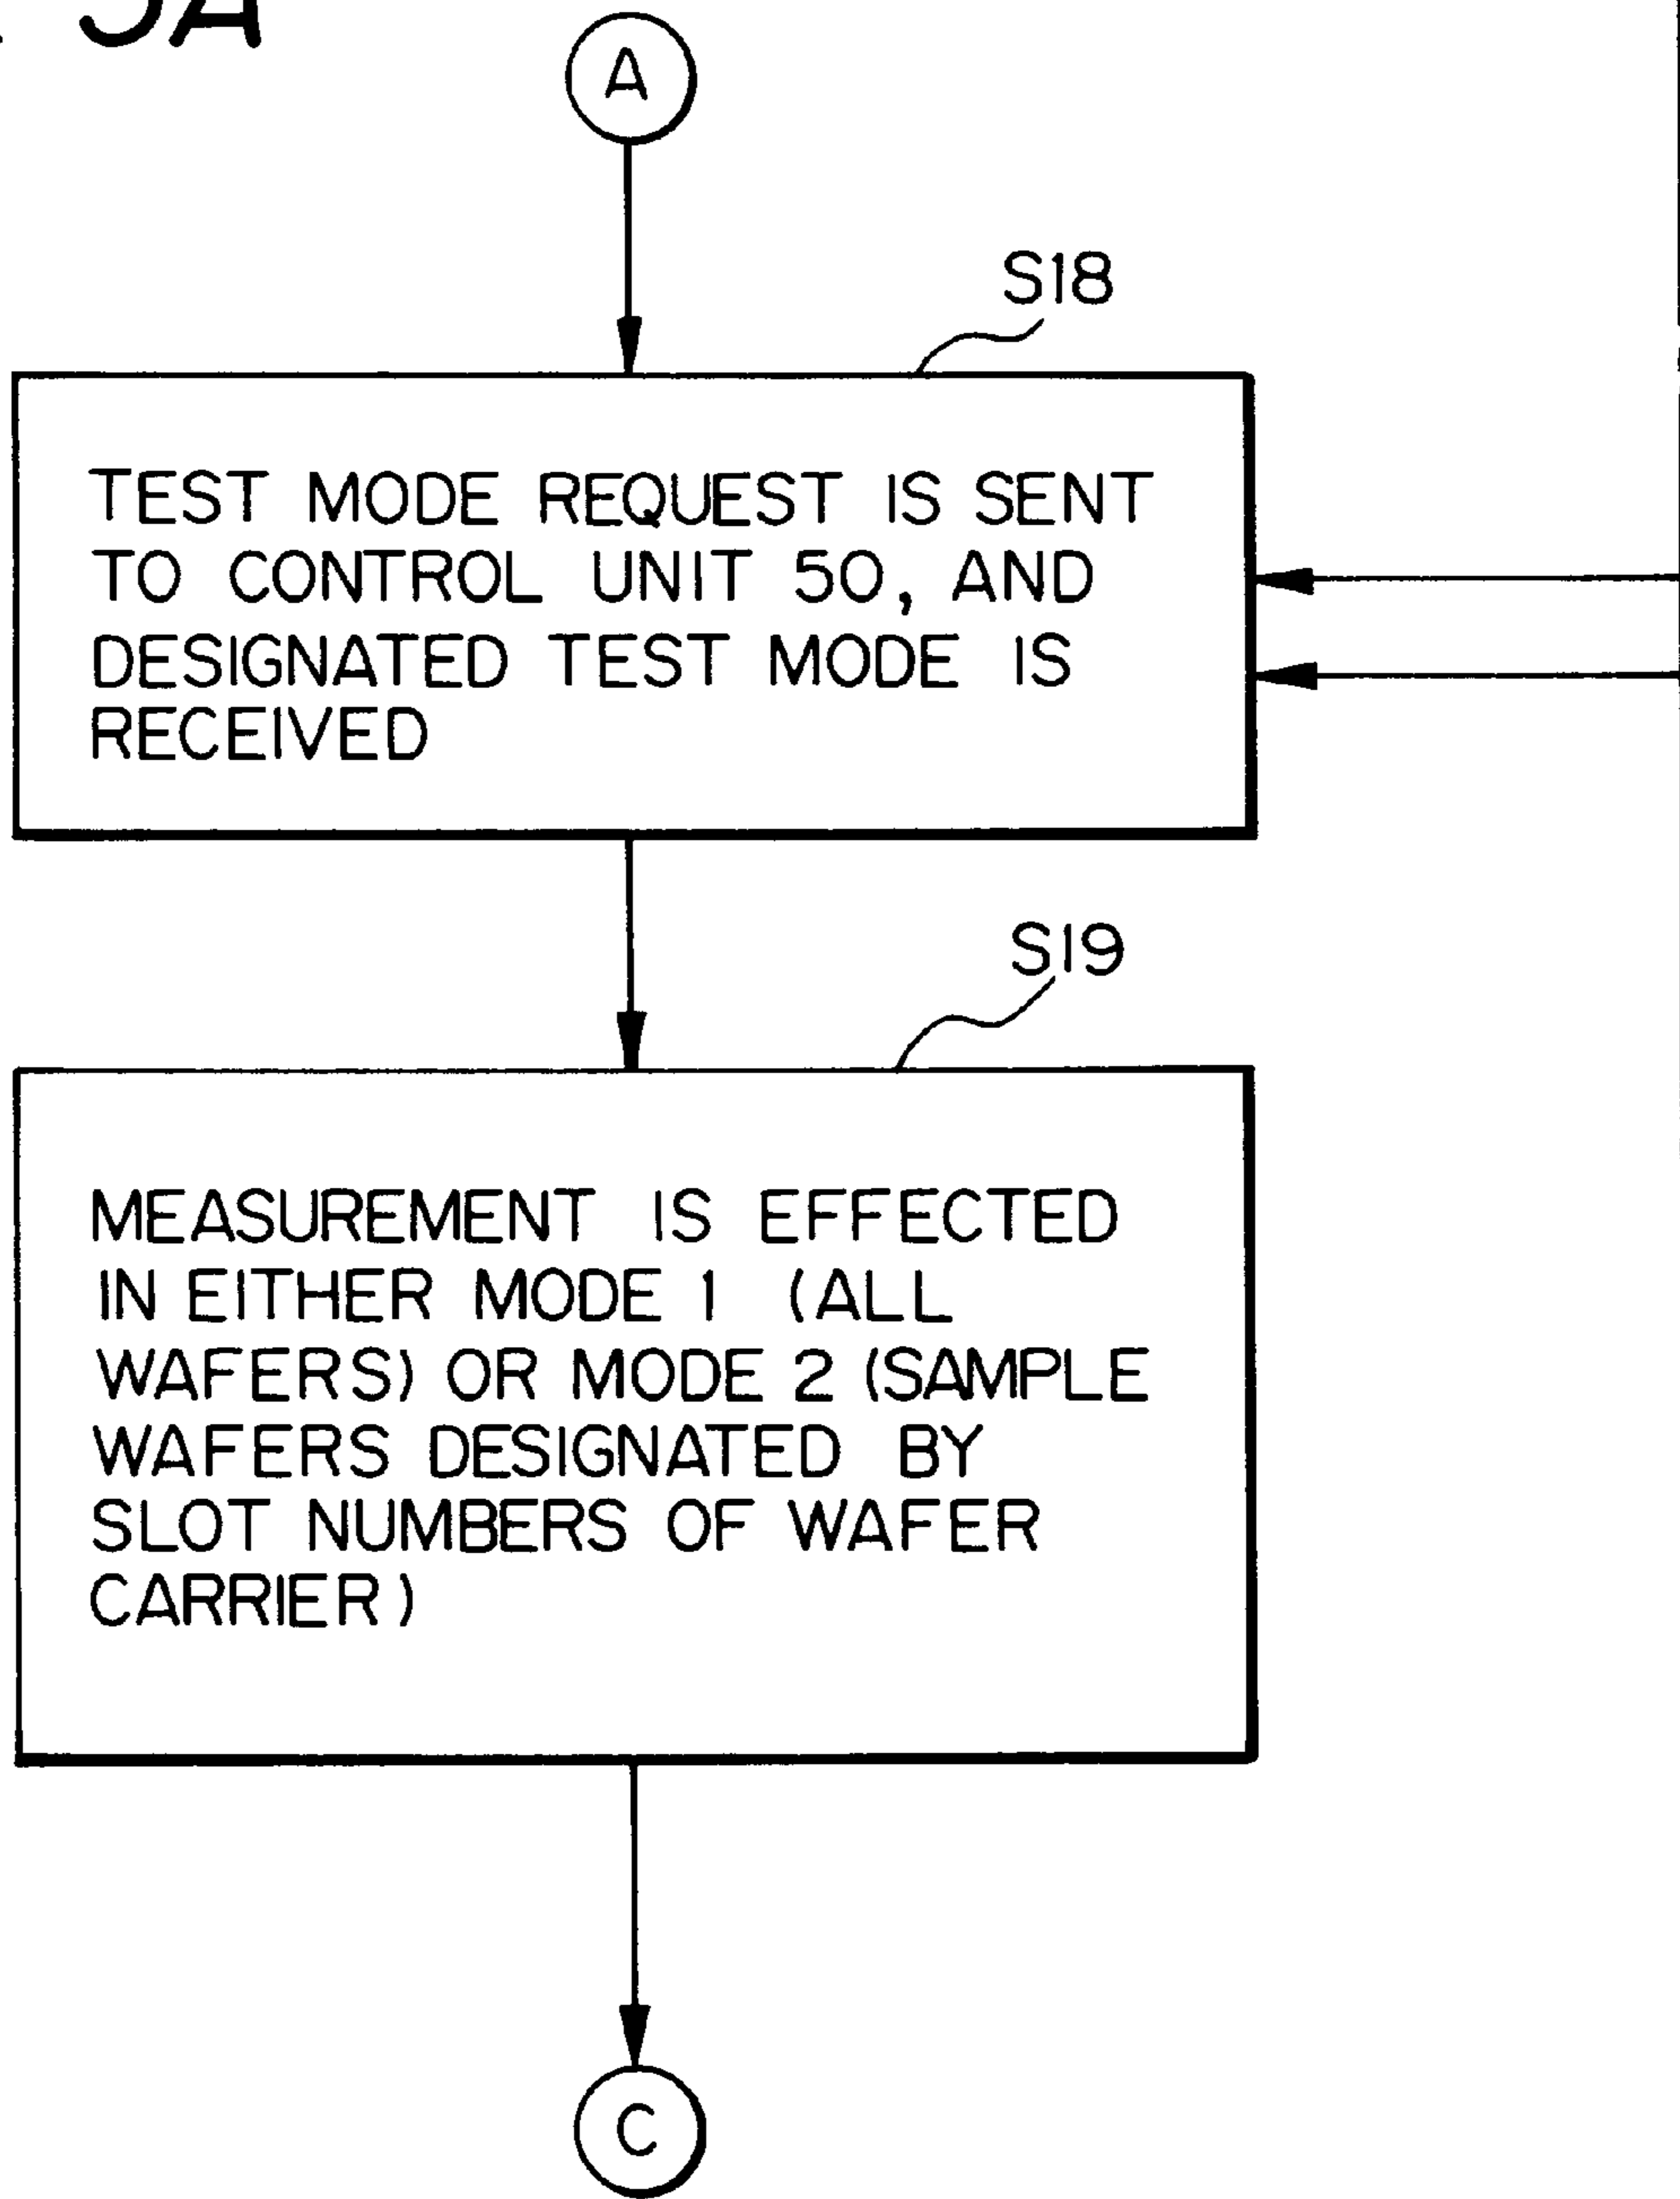 5A
A
S18
TEST MODE REQUEST IS SENT
TO CONTROL UNIT 50, AND
DESIGNATED TEST MODE IS
RECEIVED
S19
MEASUREMENT IS EFFECTED
IN EITHER MODE 1 (ALL
WAFERS) OR MODE 2 (SAMPLE
WAFERS DESIGNATED BY
SLOT NUMBERS OF WAFER
CARRIER)
C